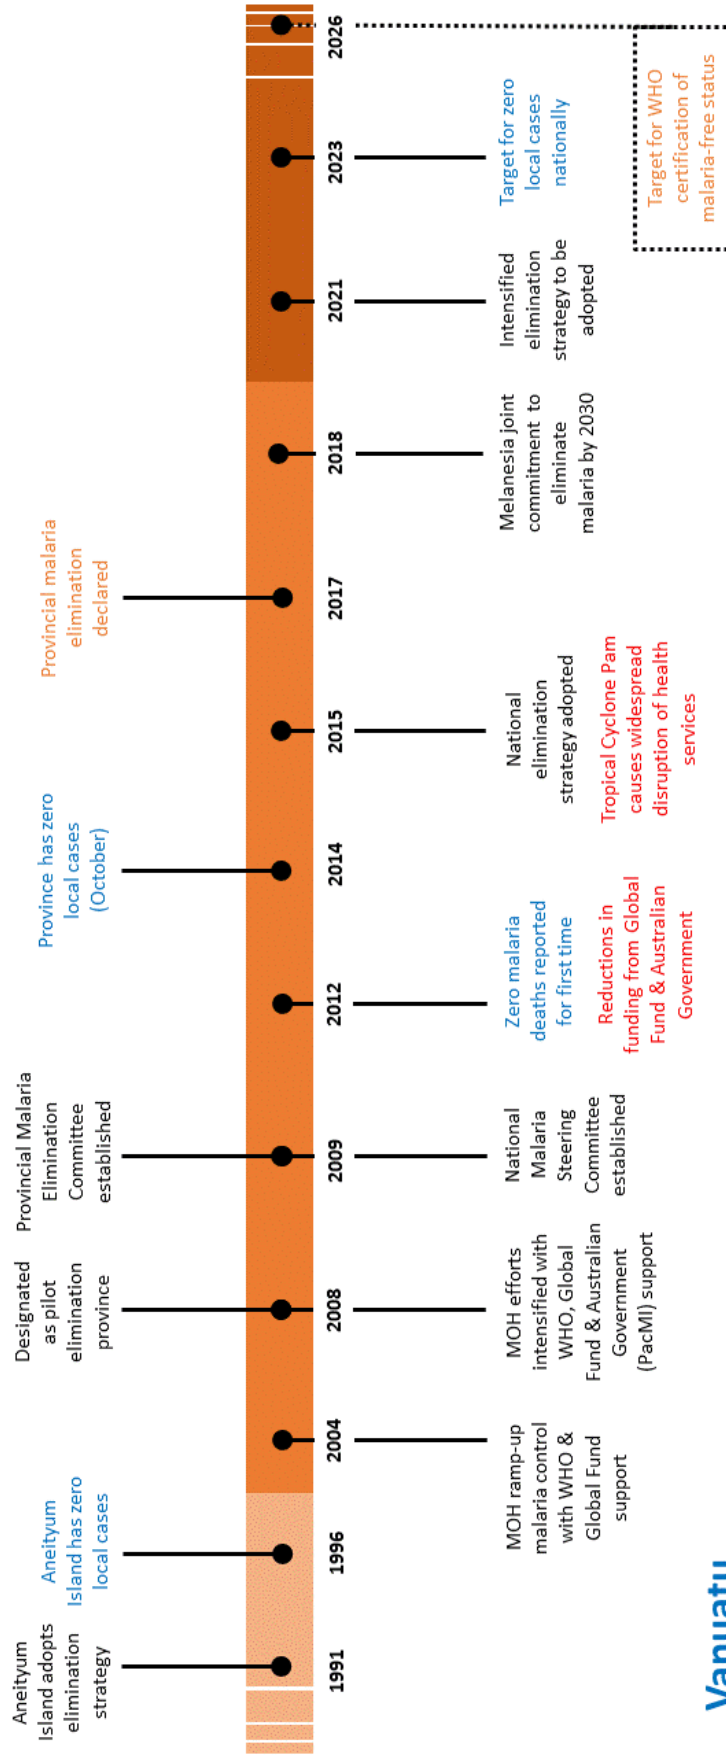 Aneityum
Island adopts
elimination
strategy
Aneityum
Island has zero
local cases
Designated
as pilot
elimination
province
Provincial Malaria
Elimination
Committee
established
Province has zero
local cases
(October)
Provincial malaria
elimination
declared
1991
1996
2004
2008
2009
2012
2014
2015
2017
2018
2021
2023
2026
MOH ramp-up
malaria control
with WHO &
Global Fund
support
MOH efforts
intensified with
WHO, Global
Fund & Australian
Government
(PacMI) support
National
Malaria
Steering
Committee
established
Zero malaria
deaths reported
for first time
Reductions in
funding from Global
Fund & Australian
Government
National
elimination
strategy adopted
Tropical Cyclone Pam
causes widespread
disruption of health
services
Melanesia joint
commitment to
eliminate
malaria by 2030
Intensified
elimination
strategy to be
adopted
Target for zero
local cases
nationally
Target for WHO
certification of
malaria-free status
Vanuatu